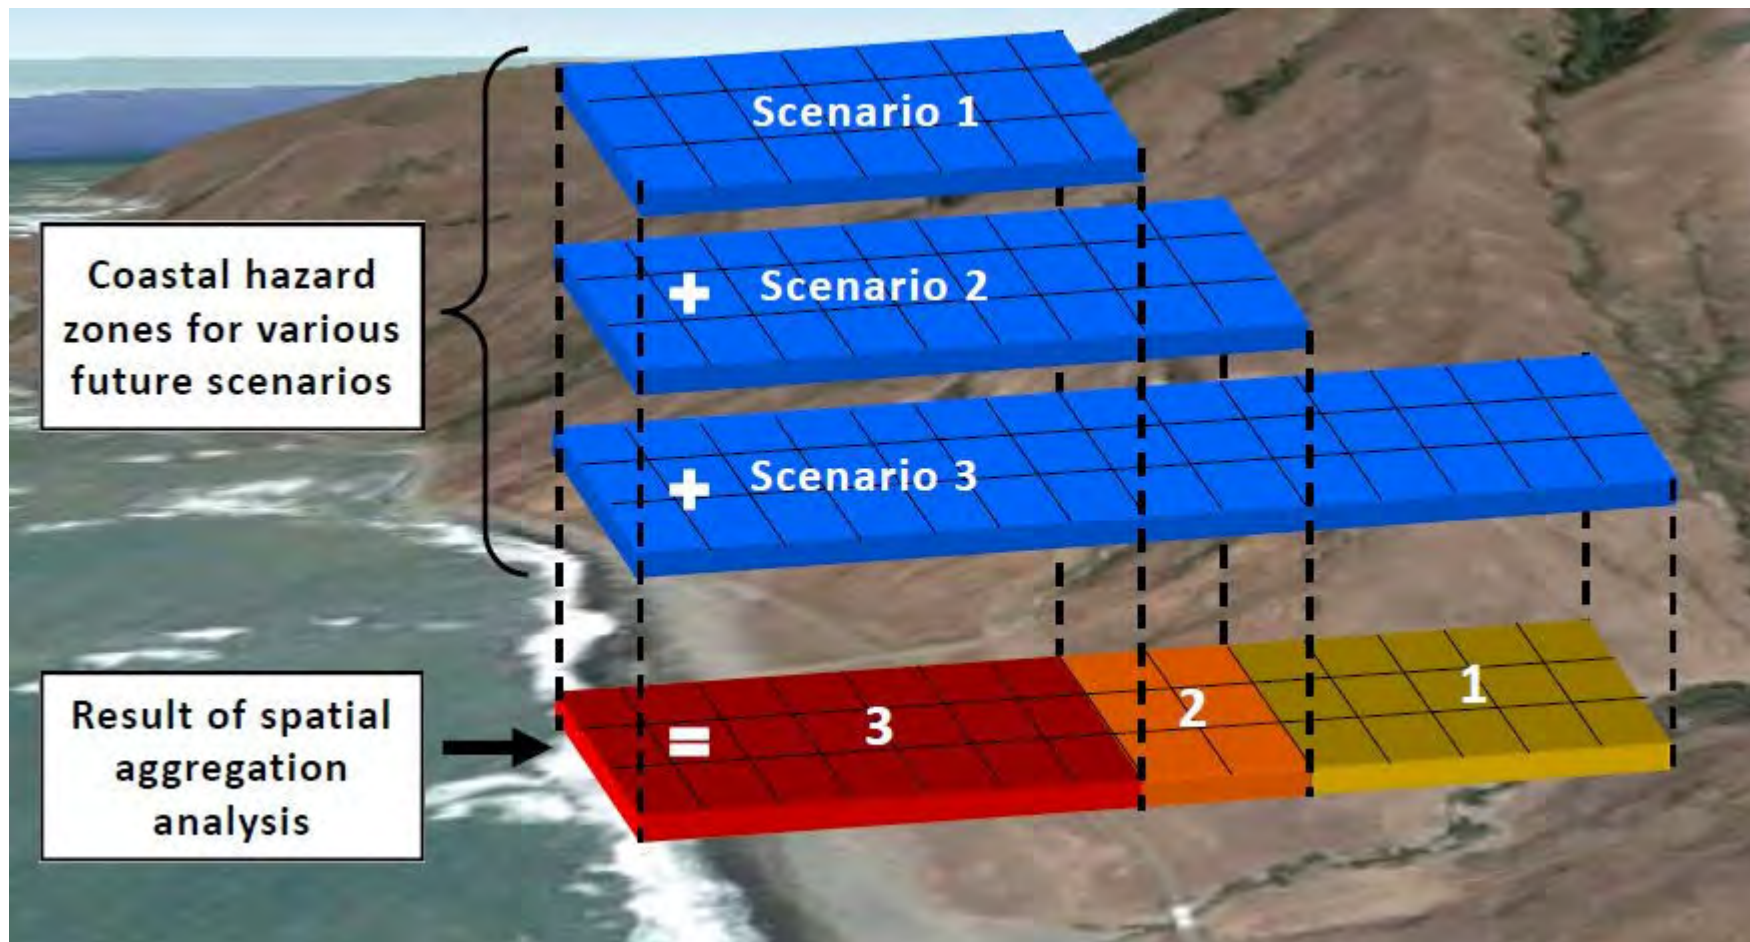 Scenario 1
Coastal hazard
zones for various
future scenarios
+ Scenario 2
+ Scenario 3
Result of spatial
aggregation
analysis
= 3 2 1